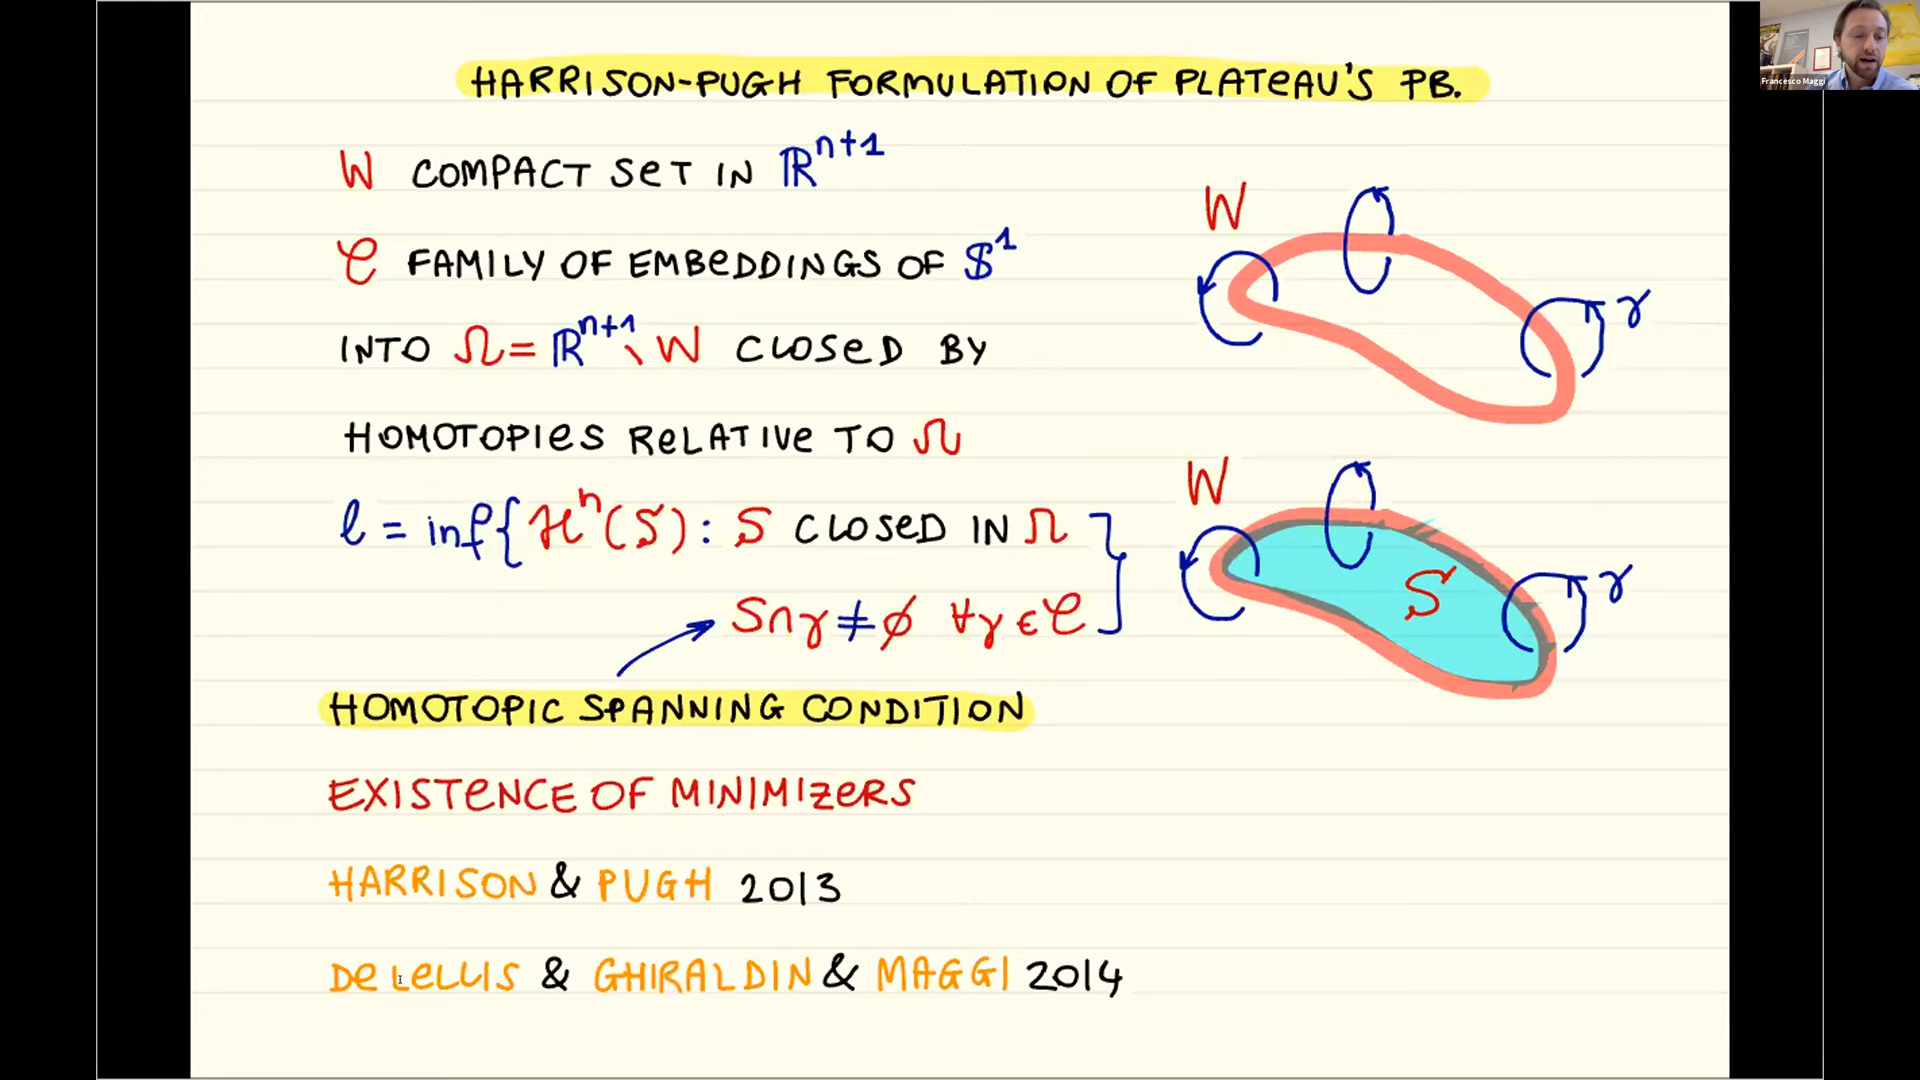 HARRISON-PUGH FORMULATION OF PLATEAU'S PB.
W COMPACT SET IN ℝⁿ⁺¹
𝒞 FAMILY OF EMBEDDINGS OF 𝕊¹
INTO Ω = ℝⁿ⁺¹ \ W CLOSED BY
HOMOTOPIES RELATIVE TO Ω
ℓ = inf{ ℋⁿ(S) : S CLOSED IN Ω
S∩γ ≠ ∅ ∀γ ∈ 𝒞 }
HOMOTOPIC SPANNING CONDITION
EXISTENCE OF MINIMIZERS
HARRISON & PUGH 2013
DE LELLIS & GHIRALDIN & MAGGI 2014
W
γ
W
S
γ
Francesco Maggi